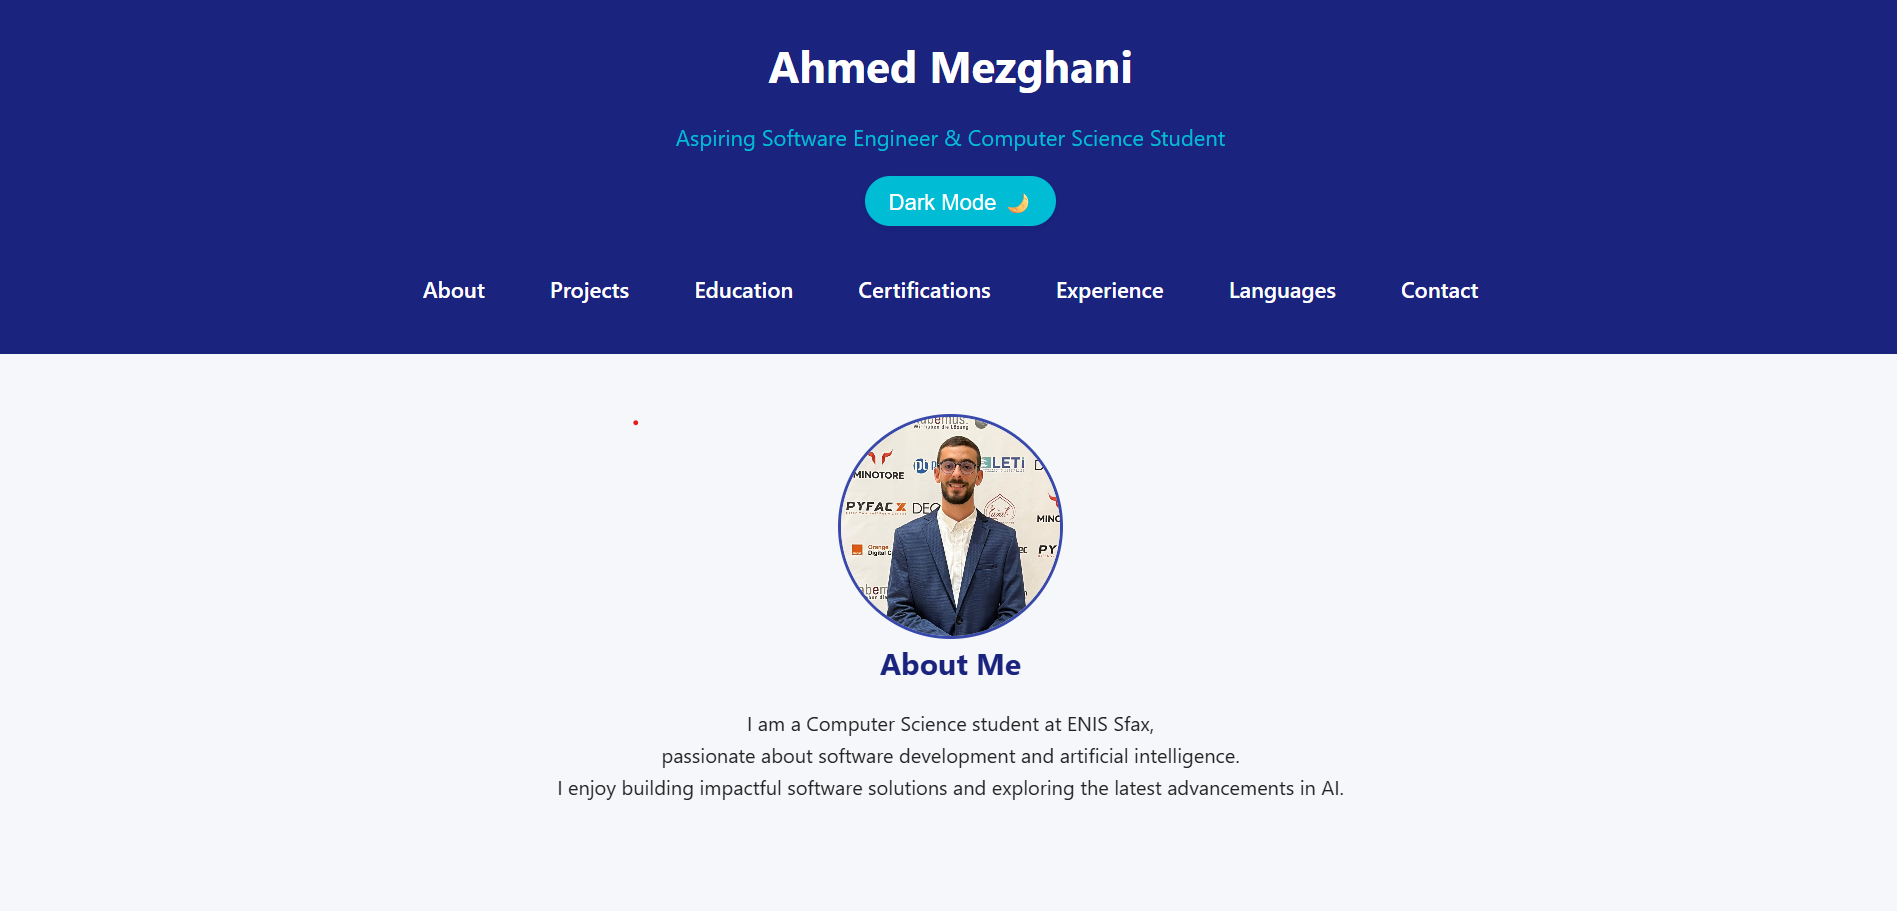 Ahmed Mezghani
Aspiring Software Engineer & Computer Science Student
Dark Mode 🌙
About Projects Education Certifications Experience Languages Contact
MINOTORE
LETI
PYFAC X DEC
MINO
Orange
Digital C
PY
About Me
I am a Computer Science student at ENIS Sfax,
passionate about software development and artificial intelligence.
I enjoy building impactful software solutions and exploring the latest advancements in AI.